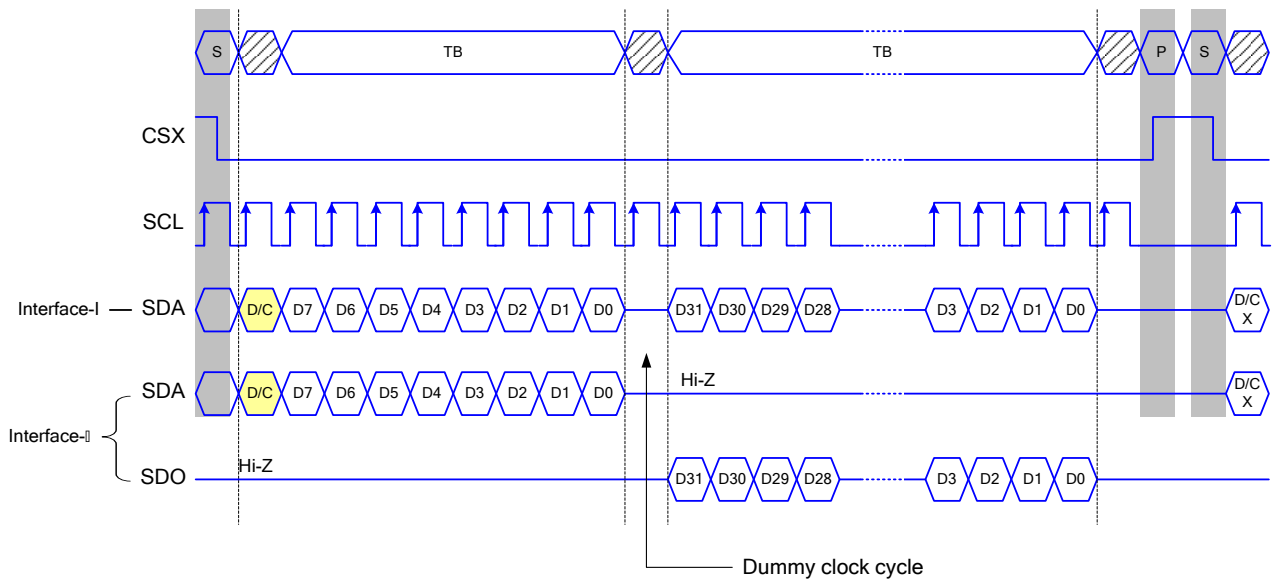 S TB TB P S
CSX
SCL
Interface-I SDA D/C D7 D6 D5 D4 D3 D2 D1 D0 D31 D30 D29 D28 D3 D2 D1 D0 D/C X
SDA D/C D7 D6 D5 D4 D3 D2 D1 D0 Hi-Z D/C X
Interface-▯
SDO Hi-Z D31 D30 D29 D28 D3 D2 D1 D0
Dummy clock cycle